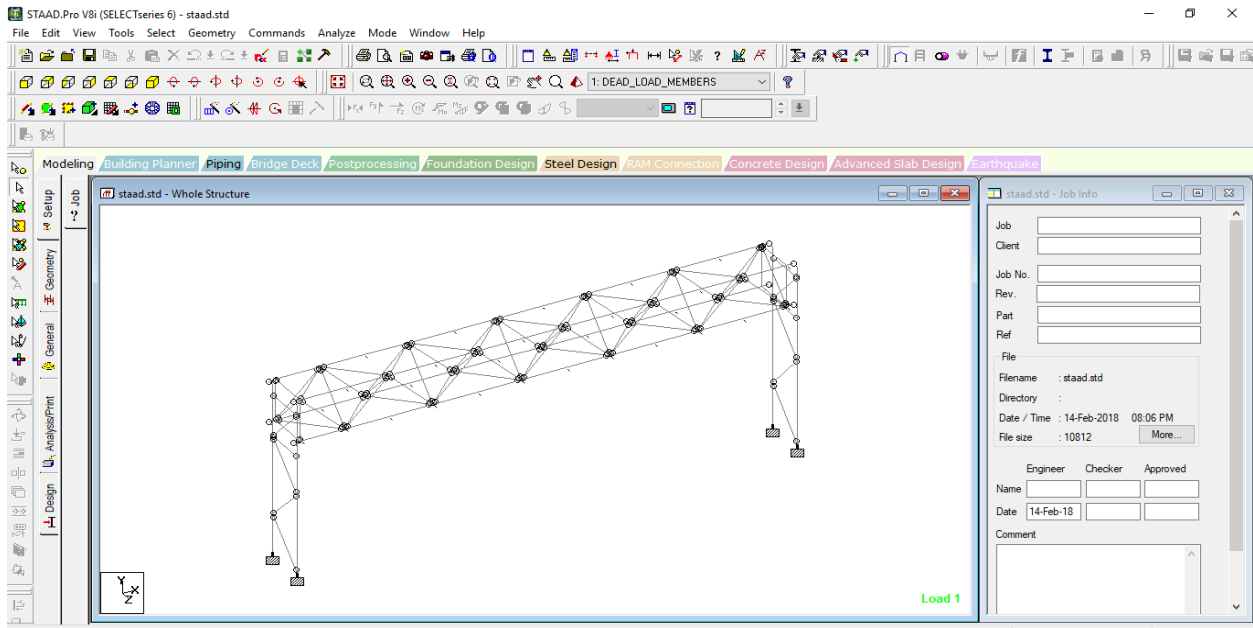 STAAD.Pro V8i (SELECTseries 6) - staad.std
File Edit View Tools Select Geometry Commands Analyze Mode Window Help
1: DEAD_LOAD_MEMBERS
Modeling Building Planner Piping Bridge Deck Postprocessing Foundation Design Steel Design RAM Connection Concrete Design Advanced Slab Design Earthquake
Setup
Geometry
General
Analysis/Print
Design
Job
staad.std - Whole Structure
Y
X
Z
Load 1
staad.std - Job Info
Job
Client
Job No.
Rev.
Part
Ref
File
Filename : staad.std
Directory :
Date / Time : 14-Feb-2018 08:06 PM
File size : 10812 More...
Engineer Checker Approved
Name
Date 14-Feb-18
Comment